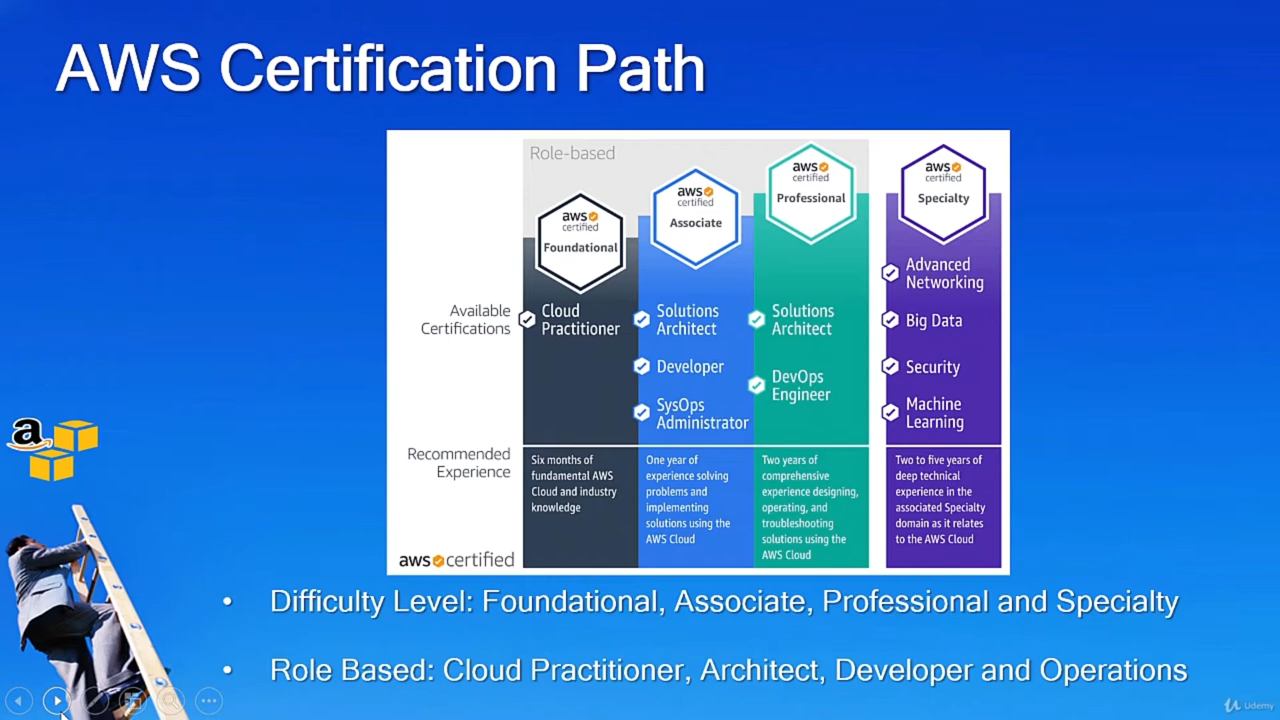 AWS Certification Path
Role-based
aws
certified
Foundational
aws
certified
Associate
aws
certified
Professional
aws
certified
Specialty
Available
Certifications
Cloud
Practitioner
Solutions
Architect
Developer
SysOps
Administrator
Solutions
Architect
DevOps
Engineer
Advanced
Networking
Big Data
Security
Machine
Learning
Recommended
Experience
Six months of
fundamental AWS
Cloud and industry
knowledge
One year of
experience solving
problems and
implementing
solutions using the
AWS Cloud
Two years of
comprehensive
experience designing,
operating, and
troubleshooting
solutions using the
AWS Cloud
Two to five years of
deep technical
experience in the
associated Specialty
domain as it relates
to the AWS Cloud
aws certified
a
• Difficulty Level: Foundational, Associate, Professional and Specialty
• Role Based: Cloud Practitioner, Architect, Developer and Operations
Udemy